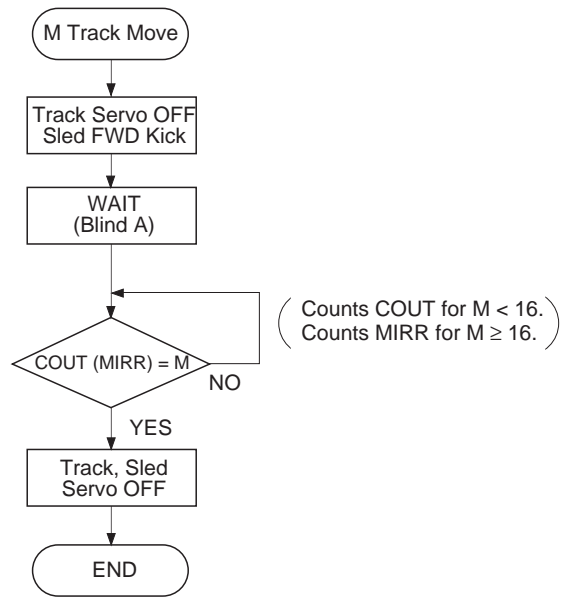 M Track Move
Track Servo OFF
Sled FWD Kick
WAIT
(Blind A)
Counts COUT for M < 16.
Counts MIRR for M ≥ 16.
COUT (MIRR) = M
NO
YES
Track, Sled
Servo OFF
END